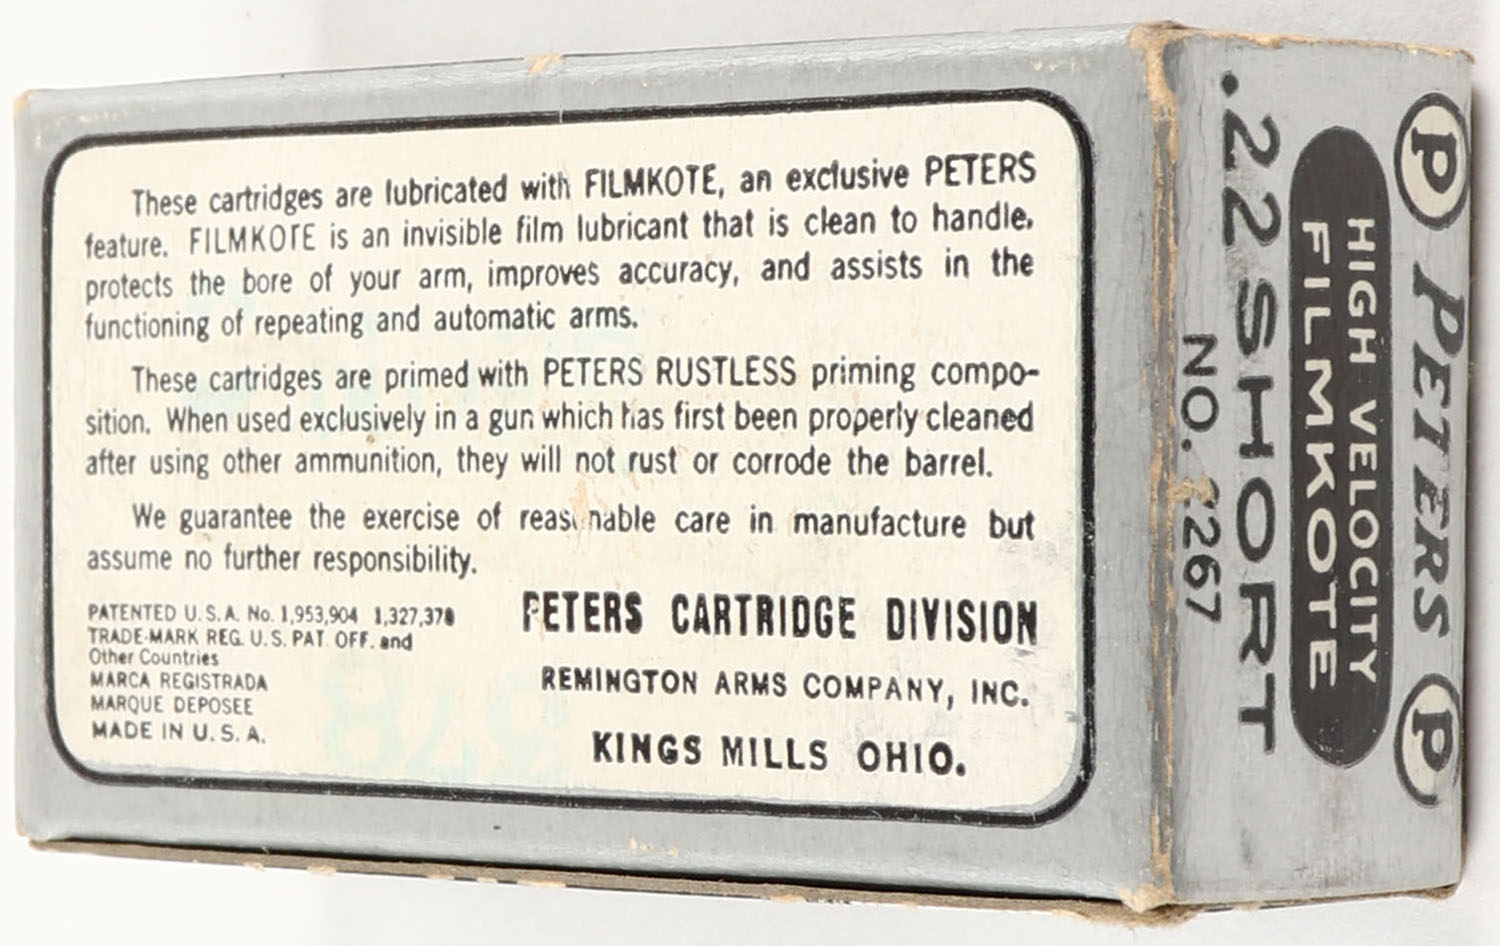 These cartridges are lubricated with FILMKOTE, an exclusive PETERS
feature. FILMKOTE is an invisible film lubricant that is clean to handle,
protects the bore of your arm, improves accuracy, and assists in the
functioning of repeating and automatic arms.
These cartridges are primed with PETERS RUSTLESS priming compo-
sition. When used exclusively in a gun which has first been properly cleaned
after using other ammunition, they will not rust or corrode the barrel.
We guarantee the exercise of reasonable care in manufacture but
assume no further responsibility.
PATENTED U.S.A. No. 1,953,904 1,327,378
TRADE-MARK REG. U.S. PAT. OFF. and
Other Countries
MARCA REGISTRADA
MARQUE DEPOSEE
MADE IN U.S.A.
PETERS CARTRIDGE DIVISION
REMINGTON ARMS COMPANY, INC.
KINGS MILLS OHIO.
P PETERS P
HIGH VELOCITY
FILMKOTE
.22 SHORT
NO. 2267